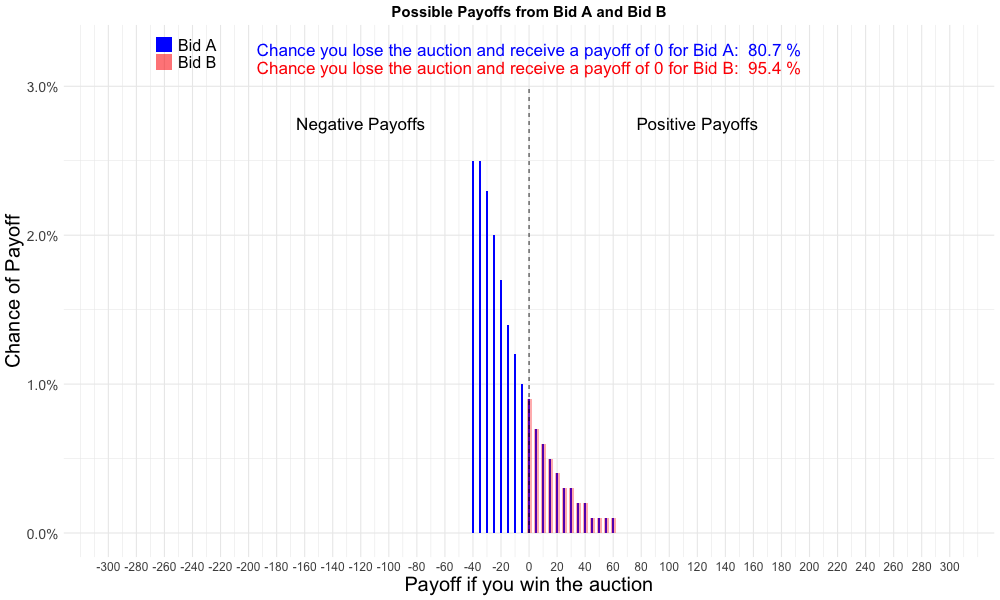 Possible Payoffs from Bid A and Bid B
Bid A
Bid B
Chance you lose the auction and receive a payoff of 0 for Bid A: 80.7 %
Chance you lose the auction and receive a payoff of 0 for Bid B: 95.4 %
Negative Payoffs
Positive Payoffs
Chance of Payoff
3.0%
2.0%
1.0%
0.0%
-300 -280 -260 -240 -220 -200 -180 -160 -140 -120 -100 -80 -60 -40 -20 0 20 40 60 80 100 120 140 160 180 200 220 240 260 280 300
Payoff if you win the auction